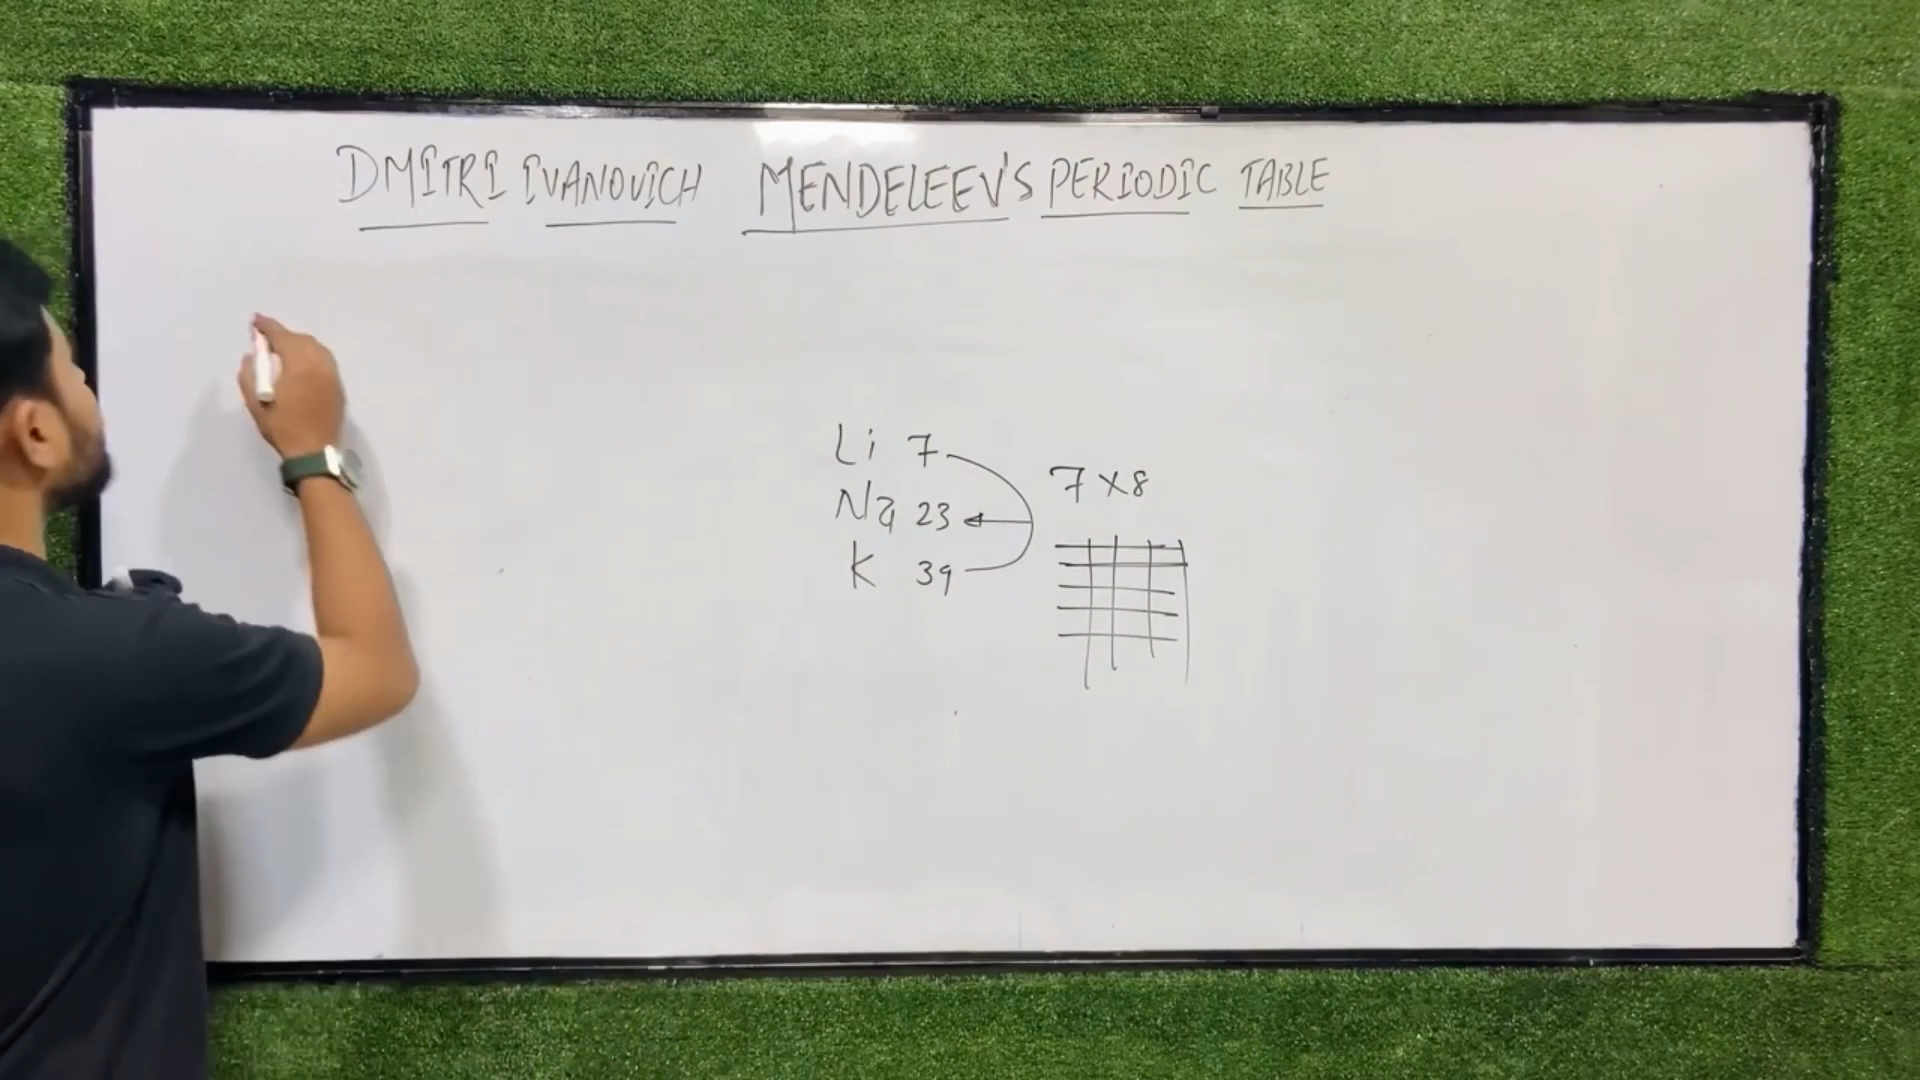 DMITRI IVANOVICH MENDELEEV'S PERIODIC TABLE
Li 7
Na 23
K 39
7 x 8